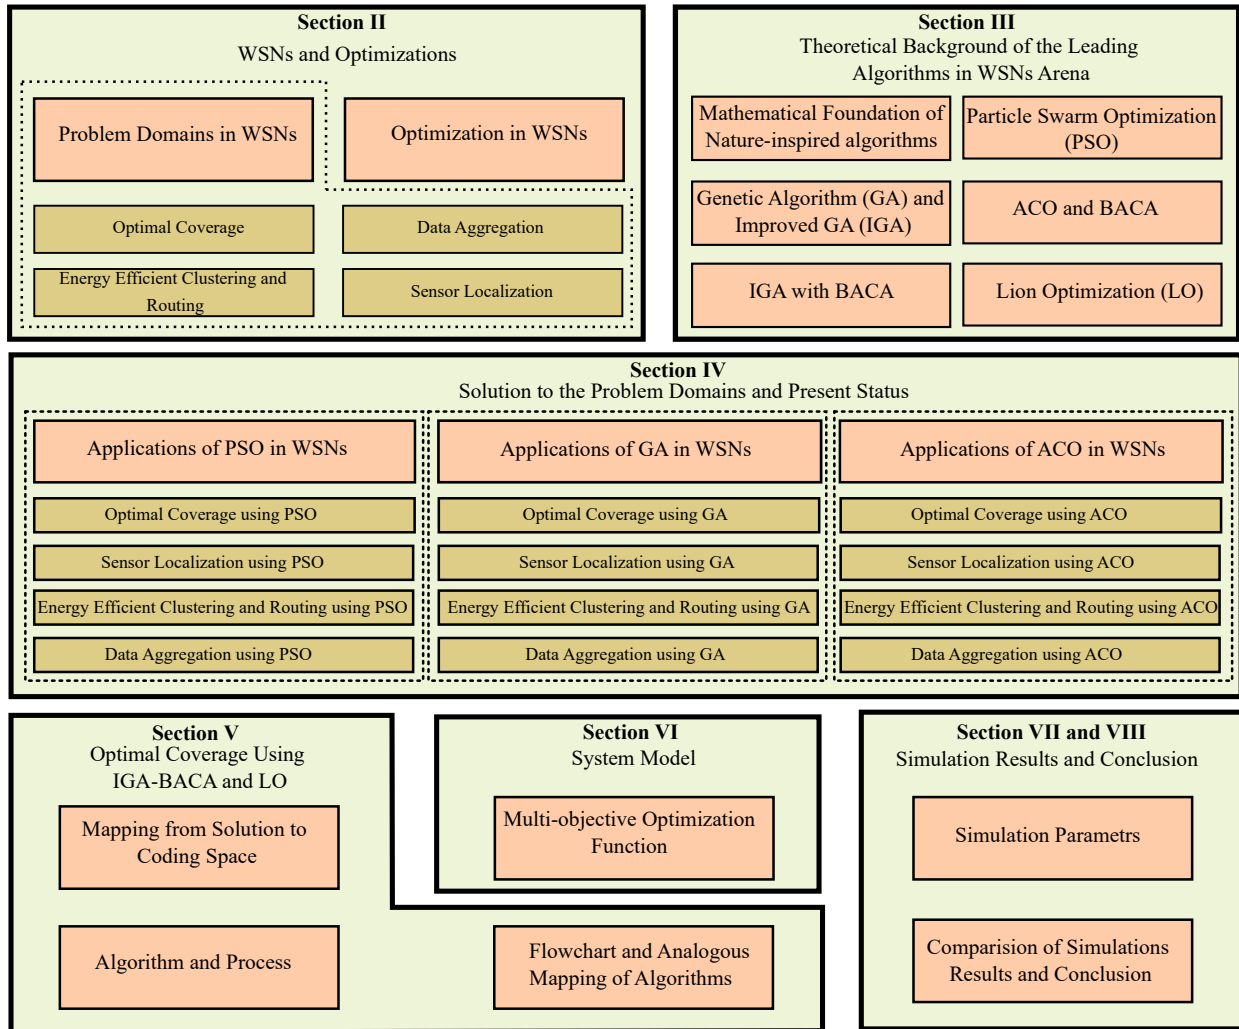 Section II
WSNs and Optimizations
Problem Domains in WSNs
Optimization in WSNs
Optimal Coverage
Data Aggregation
Energy Efficient Clustering and
Routing
Sensor Localization
Section III
Theoretical Background of the Leading
Algorithms in WSNs Arena
Mathematical Foundation of
Nature-inspired algorithms
Particle Swarm Optimization
(PSO)
Genetic Algorithm (GA) and
Improved GA (IGA)
ACO and BACA
IGA with BACA
Lion Optimization (LO)
Section IV
Solution to the Problem Domains and Present Status
Applications of PSO in WSNs
Optimal Coverage using PSO
Sensor Localization using PSO
Energy Efficient Clustering and Routing using PSO
Data Aggregation using PSO
Applications of GA in WSNs
Optimal Coverage using GA
Sensor Localization using GA
Energy Efficient Clustering and Routing using GA
Data Aggregation using GA
Applications of ACO in WSNs
Optimal Coverage using ACO
Sensor Localization using ACO
Energy Efficient Clustering and Routing using ACO
Data Aggregation using ACO
Section V
Optimal Coverage Using
IGA-BACA and LO
Mapping from Solution to
Coding Space
Algorithm and Process
Flowchart and Analogous
Mapping of Algorithms
Section VI
System Model
Multi-objective Optimization
Function
Section VII and VIII
Simulation Results and Conclusion
Simulation Parametrs
Comparision of Simulations
Results and Conclusion